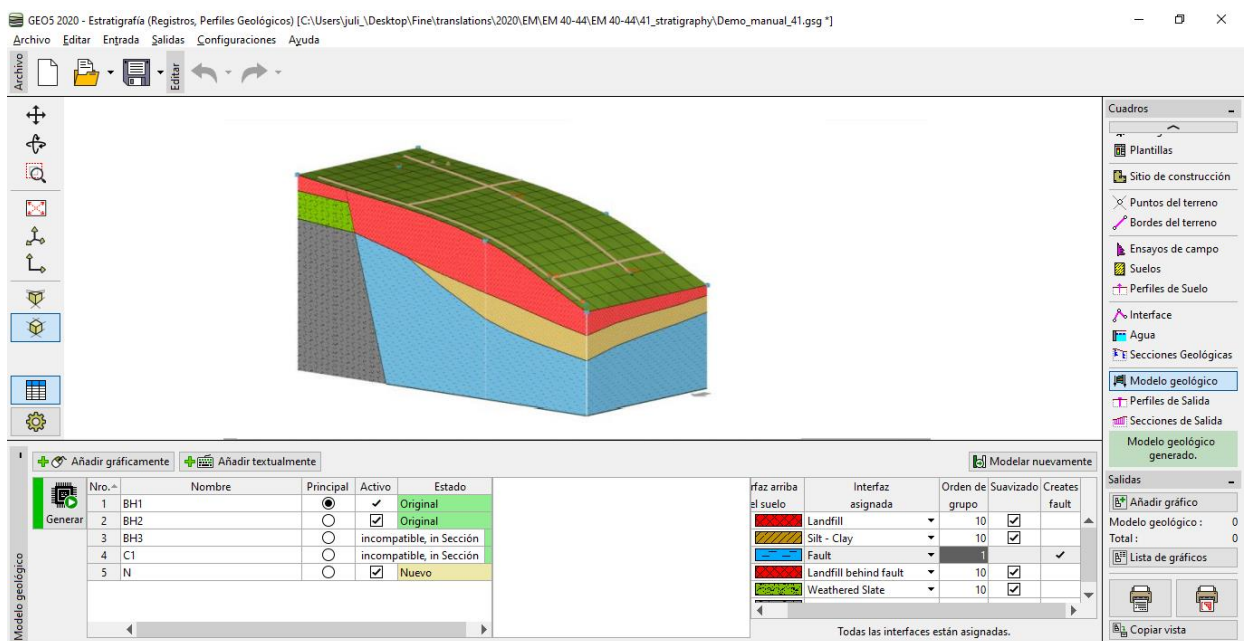 GEO5 2020 - Estratigrafía (Registros, Perfiles Geológicos) [C:\Users\juli_\Desktop\Fine\translations\2020\EM\EM 40-44\EM 40-44\41_stratigraphy\Demo_manual_41.gsg *]
Archivo Editar Entrada Salidas Configuraciones Ayuda
Archivo
Editar
Cuadros
Plantillas
Sitio de construcción
Puntos del terreno
Bordes del terreno
Ensayos de campo
Suelos
Perfiles de Suelo
Interface
Agua
Secciones Geológicas
Modelo geológico
Perfiles de Salida
Secciones de Salida
Modelo geológico
generado.
Salidas
Añadir gráfico
Modelo geológico : 0
Total : 0
Lista de gráficos
Copiar vista
Modelo geológico
Añadir gráficamente Añadir textualmente
Modelar nuevamente
Generar
Nro. Nombre Principal Activo Estado
1 BH1 Original
2 BH2 Original
3 BH3 incompatible, in Sección
4 C1 incompatible, in Sección
5 N Nuevo
rfaz arriba Interfaz Orden de Suavizado Creates
el suelo asignada grupo fault
Landfill 10
Silt - Clay 10
Fault 1
Landfill behind fault 10
Weathered Slate 10
Todas las interfaces están asignadas.